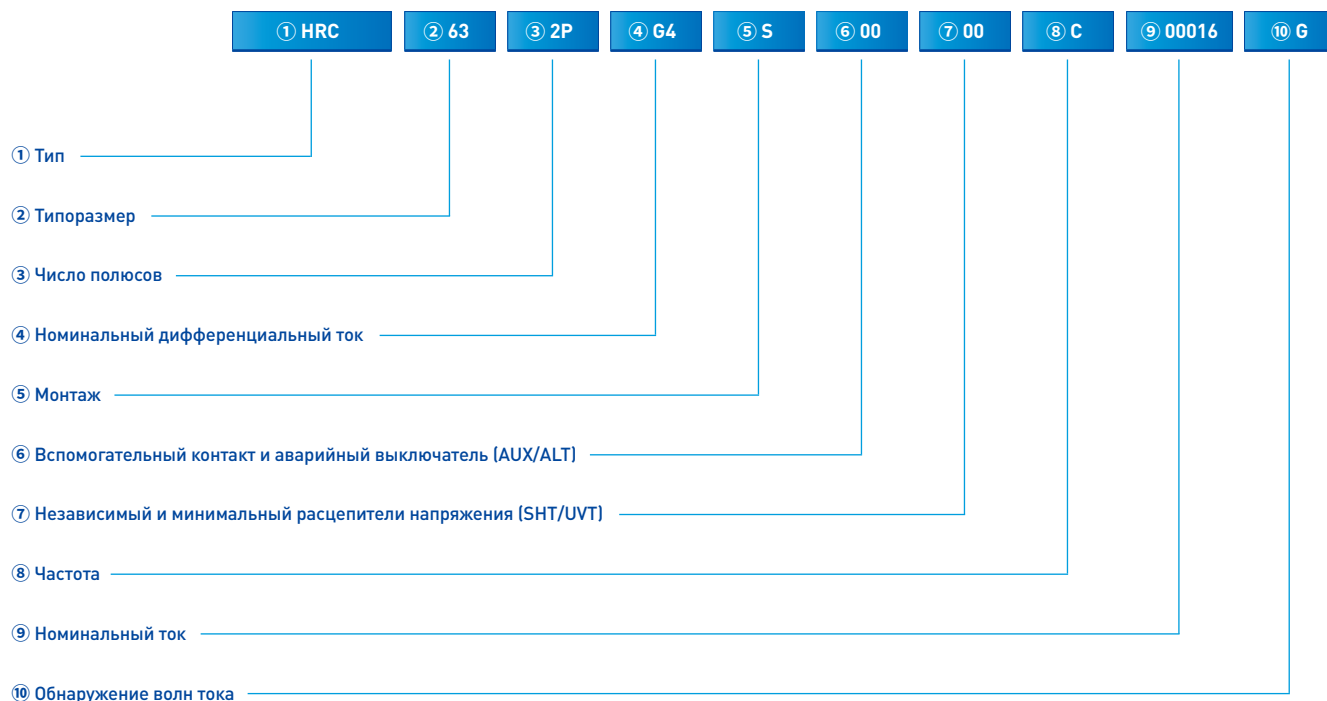 ① HRC ② 63 ③ 2P ④ G4 ⑤ S ⑥ 00 ⑦ 00 ⑧ C ⑨ 00016 ⑩ G
① Тип
② Типоразмер
③ Число полюсов
④ Номинальный дифференциальный ток
⑤ Монтаж
⑥ Вспомогательный контакт и аварийный выключатель (AUX/ALT)
⑦ Независимый и минимальный расцепители напряжения (SHT/UVT)
⑧ Частота
⑨ Номинальный ток
⑩ Обнаружение волн тока